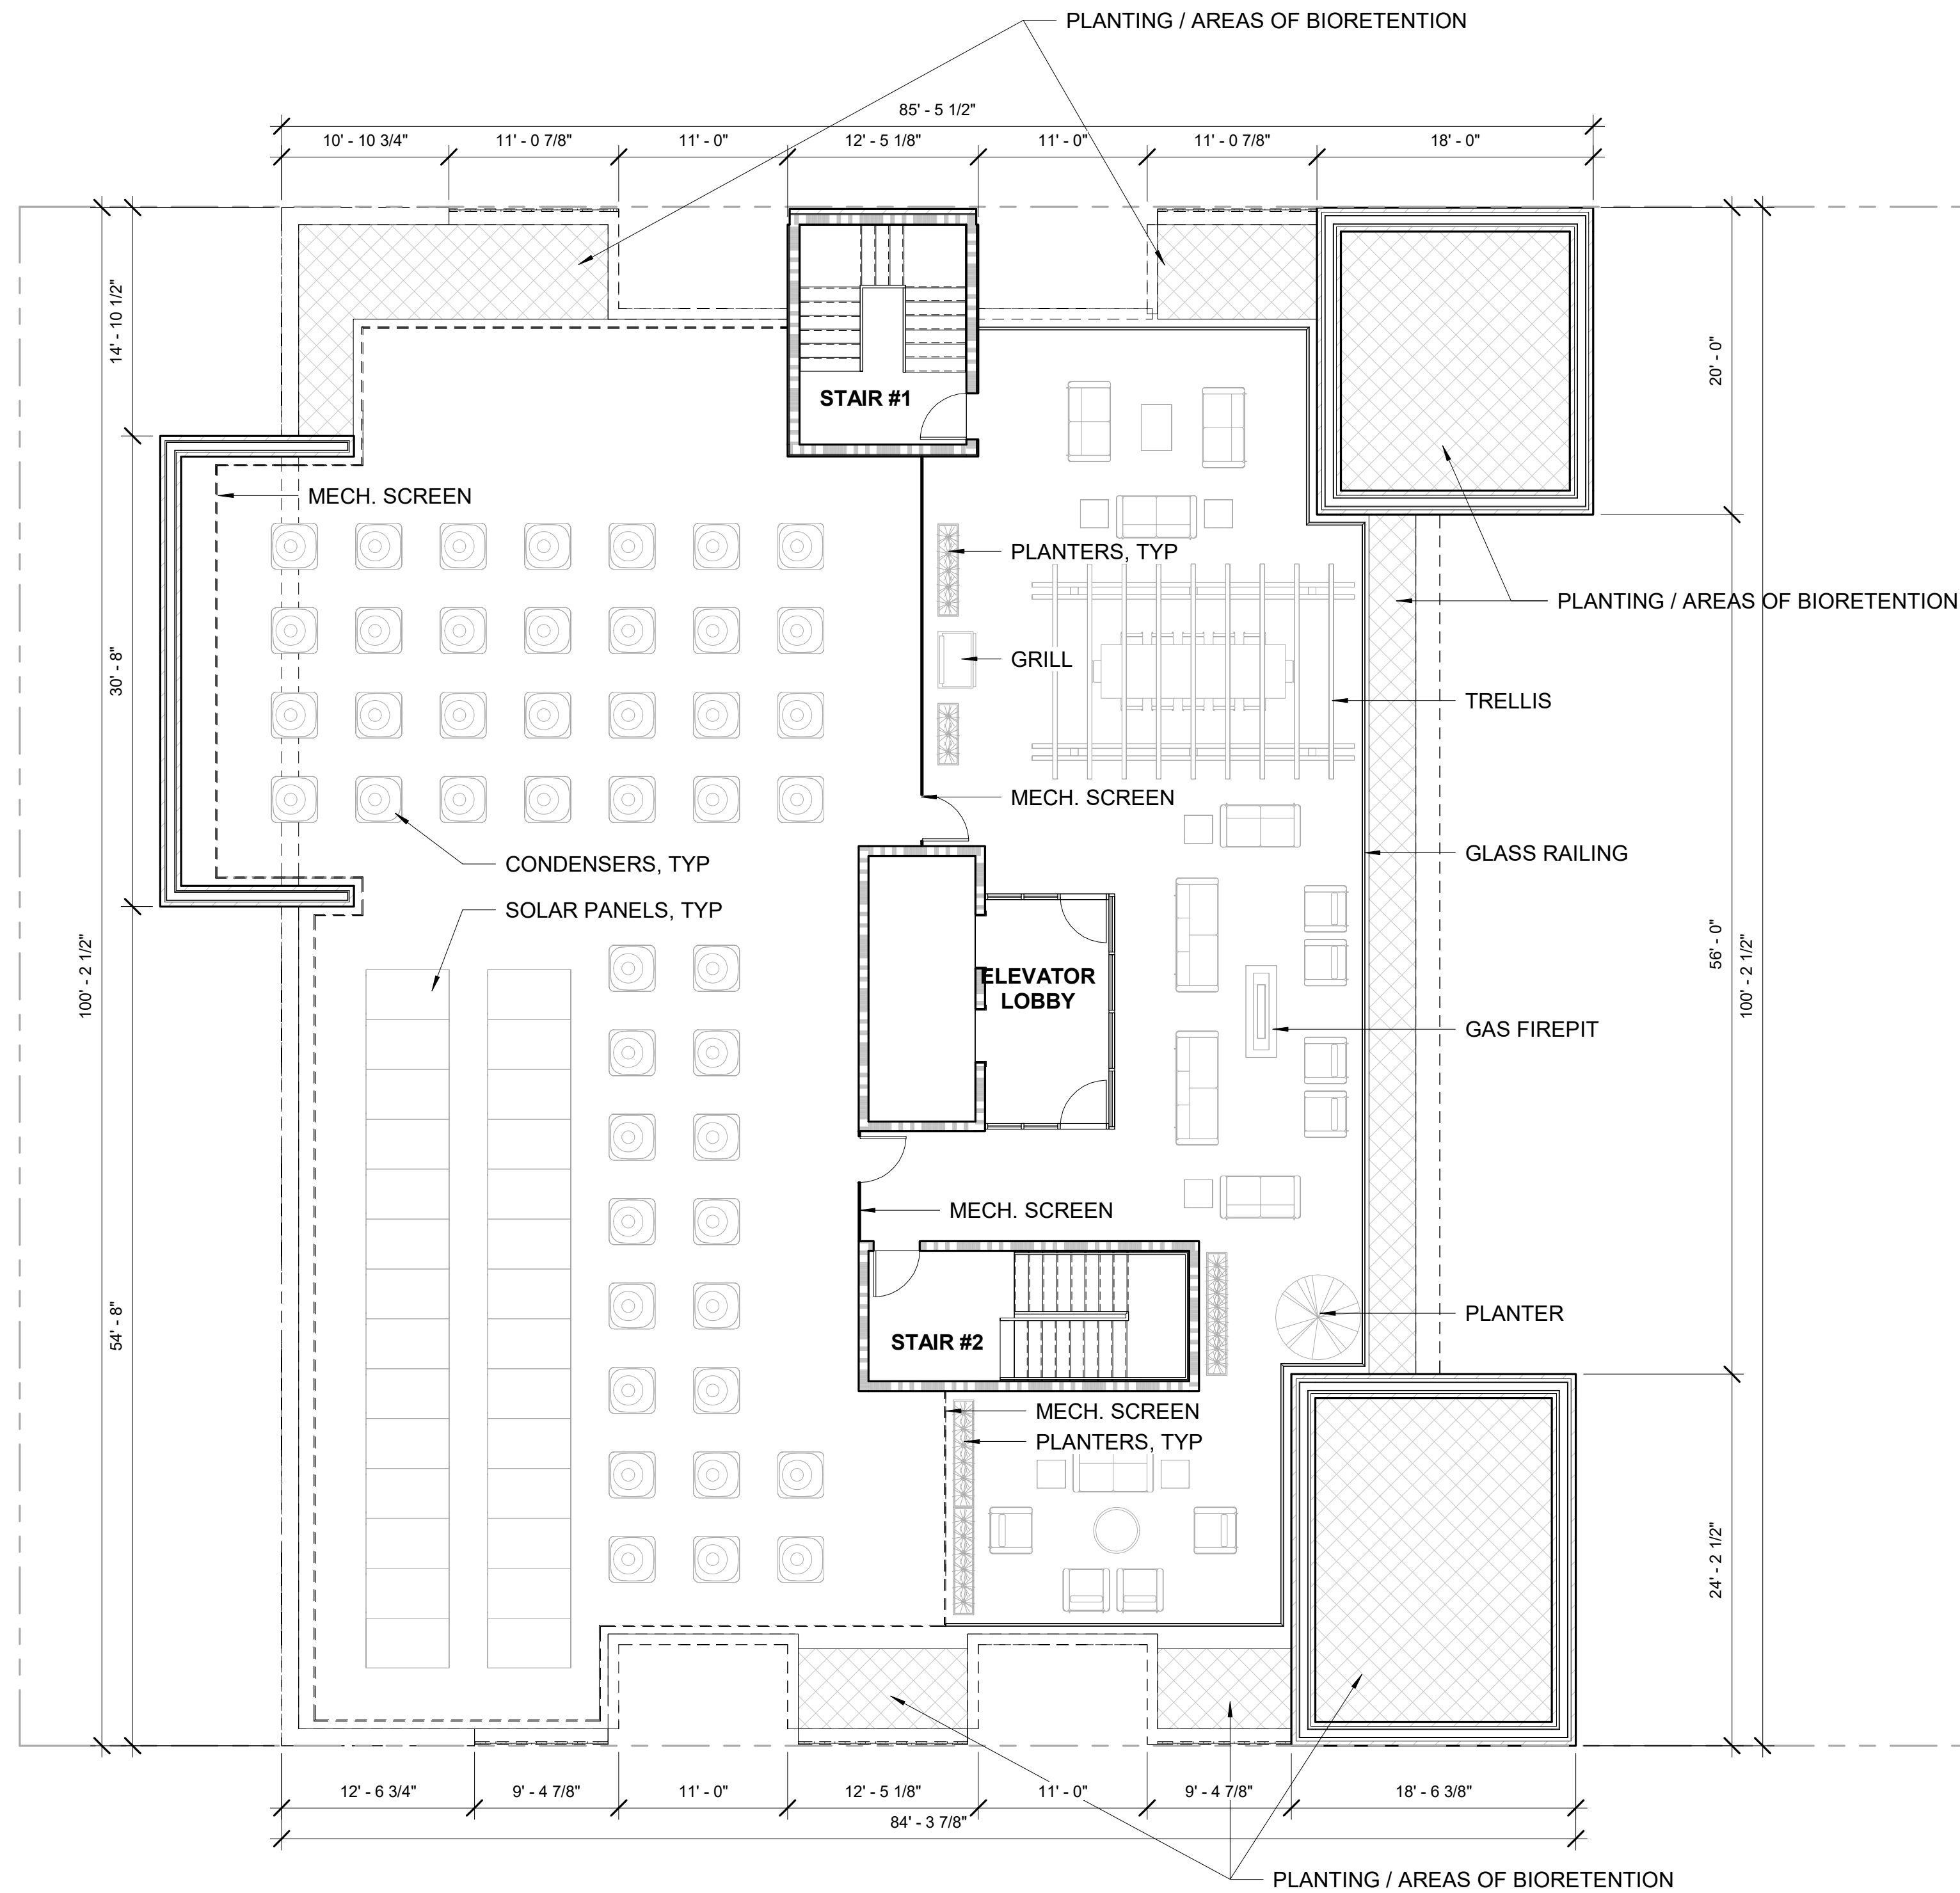 PLANTING / AREAS OF BIORETENTION
85' - 5 1/2"
10' - 10 3/4"
11' - 0 7/8"
11' - 0"
12' - 5 1/8"
11' - 0"
11' - 0 7/8"
18' - 0"
14' - 10 1/2"
20' - 0"
STAIR #1
MECH. SCREEN
PLANTERS, TYP
PLANTING / AREAS OF BIORETENTION
GRILL
30' - 8"
TRELLIS
MECH. SCREEN
GLASS RAILING
CONDENSERS, TYP
SOLAR PANELS, TYP
56' - 0"
100' - 2 1/2"
100' - 2 1/2"
ELEVATOR
LOBBY
GAS FIREPIT
MECH. SCREEN
54' - 8"
PLANTER
STAIR #2
MECH. SCREEN
PLANTERS, TYP
24' - 2 1/2"
12' - 6 3/4"
9' - 4 7/8"
11' - 0"
12' - 5 1/8"
11' - 0"
9' - 4 7/8"
18' - 6 3/8"
84' - 3 7/8"
PLANTING / AREAS OF BIORETENTION